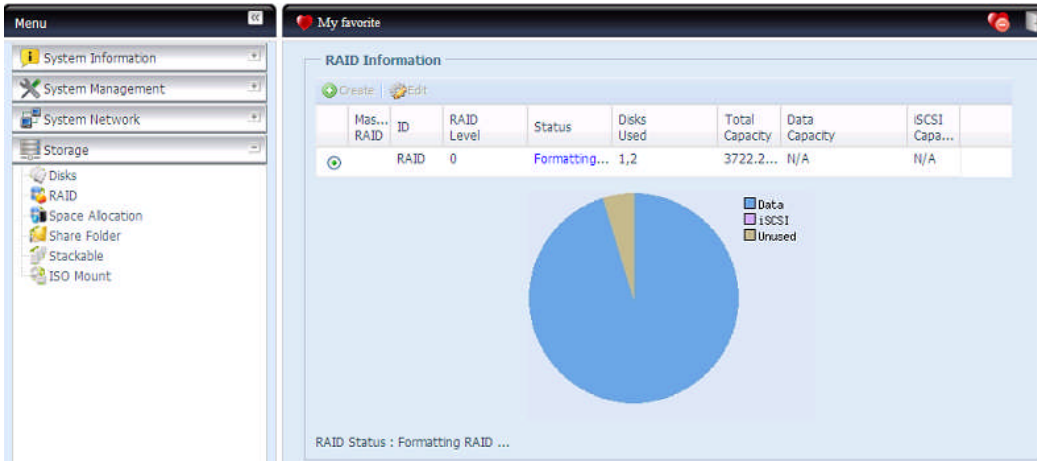 Menu
My favorite
System Information
System Management
System Network
Storage
Disks
RAID
Space Allocation
Share Folder
Stackable
ISO Mount
RAID Information
Create Edit
Mas... RAID ID RAID Level Status Disks Used Total Capacity Data Capacity iSCSI Capa...
RAID 0 Formatting... 1,2 3722.2... N/A N/A
Data
iSCSI
Unused
RAID Status : Formatting RAID ...